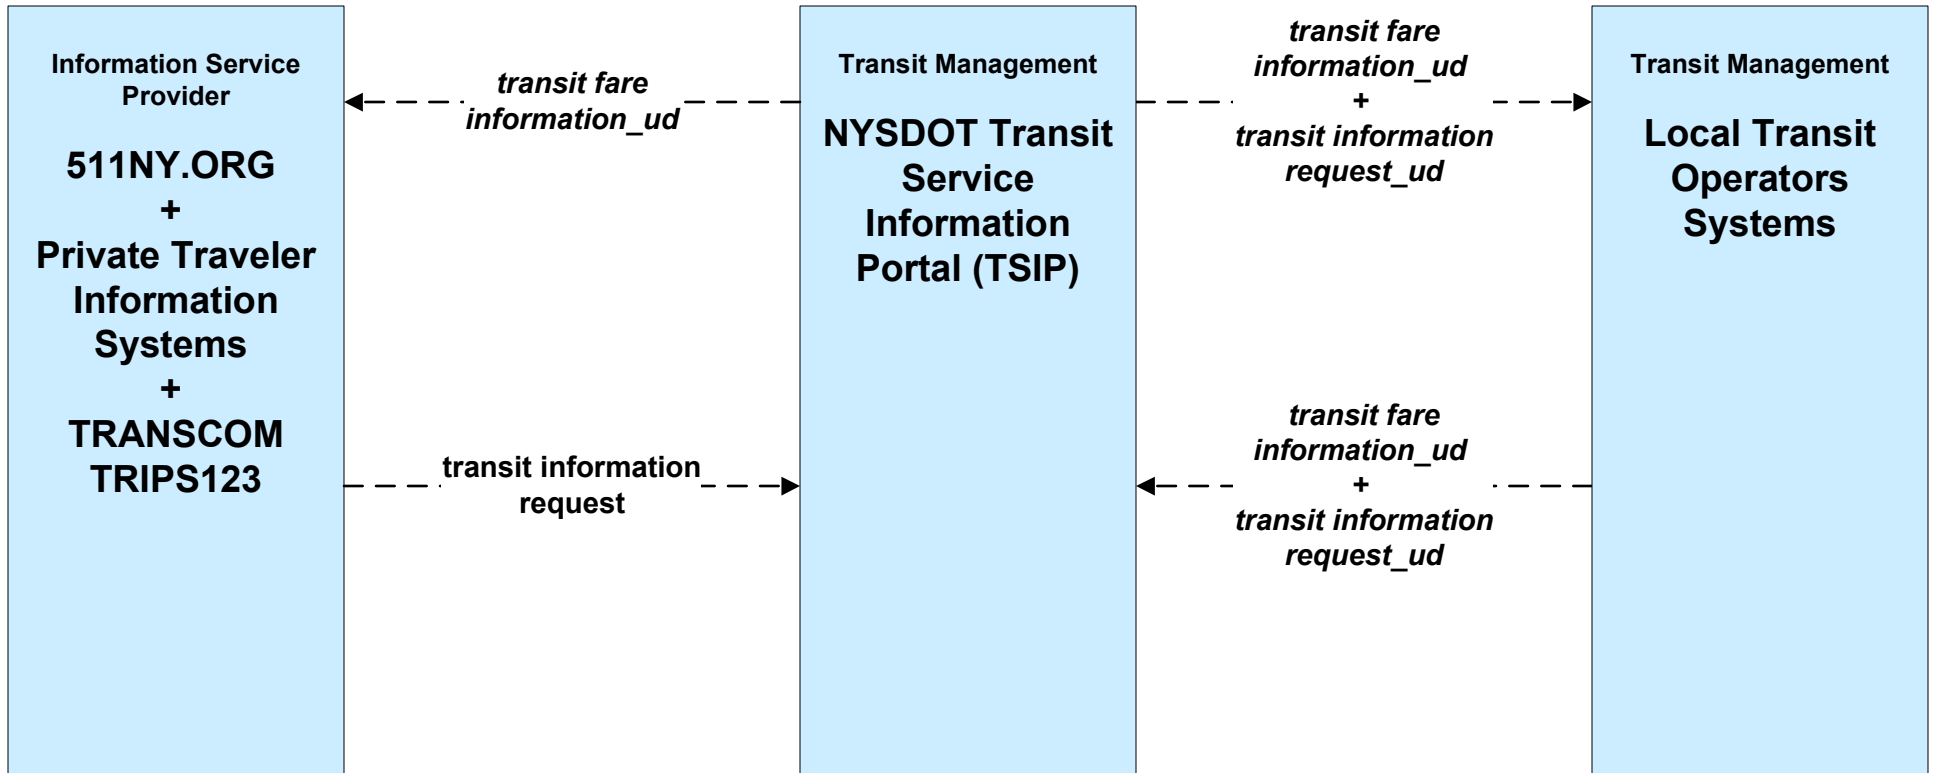 Information Service
Provider
511NY.ORG
+
Private Traveler
Information
Systems
+
TRANSCOM
TRIPS123
transit fare
information_ud
transit information
request
Transit Management
NYSDOT Transit
Service
Information
Portal (TSIP)
transit fare
information_ud
+
transit information
request_ud
transit fare
information_ud
+
transit information
request_ud
Transit Management
Local Transit
Operators
Systems